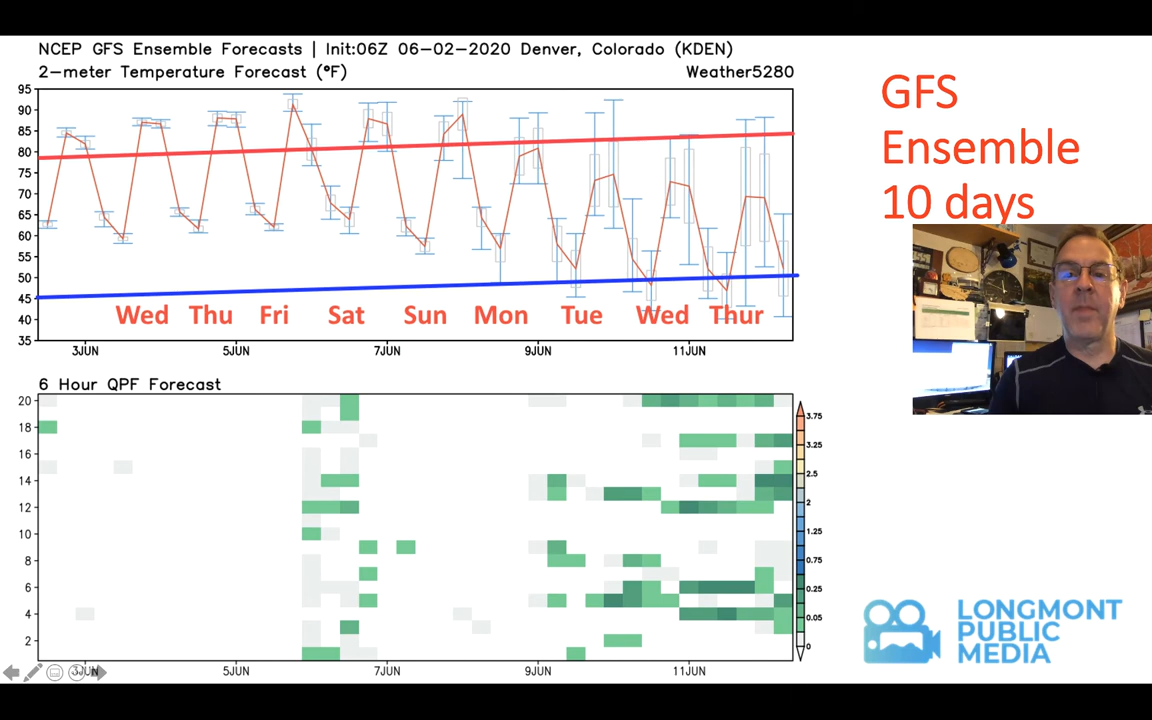 NCEP GFS Ensemble Forecasts | Init:06Z 06-02-2020 Denver, Colorado (KDEN)
2-meter Temperature Forecast (°F)
Weather5280
95
90
85
80
75
70
65
60
55
50
45
40
35
Wed Thu Fri Sat Sun Mon Tue Wed Thur
3JUN 5JUN 7JUN 9JUN 11JUN
6 Hour QPF Forecast
20
18
16
14
12
10
8
6
4
2
3JUN 5JUN 7JUN 9JUN 11JUN
3.75
3.25
2.5
2
1.25
0.75
0.25
0.05
0
GFS
Ensemble
10 days
LONGMONT
PUBLIC
MEDIA